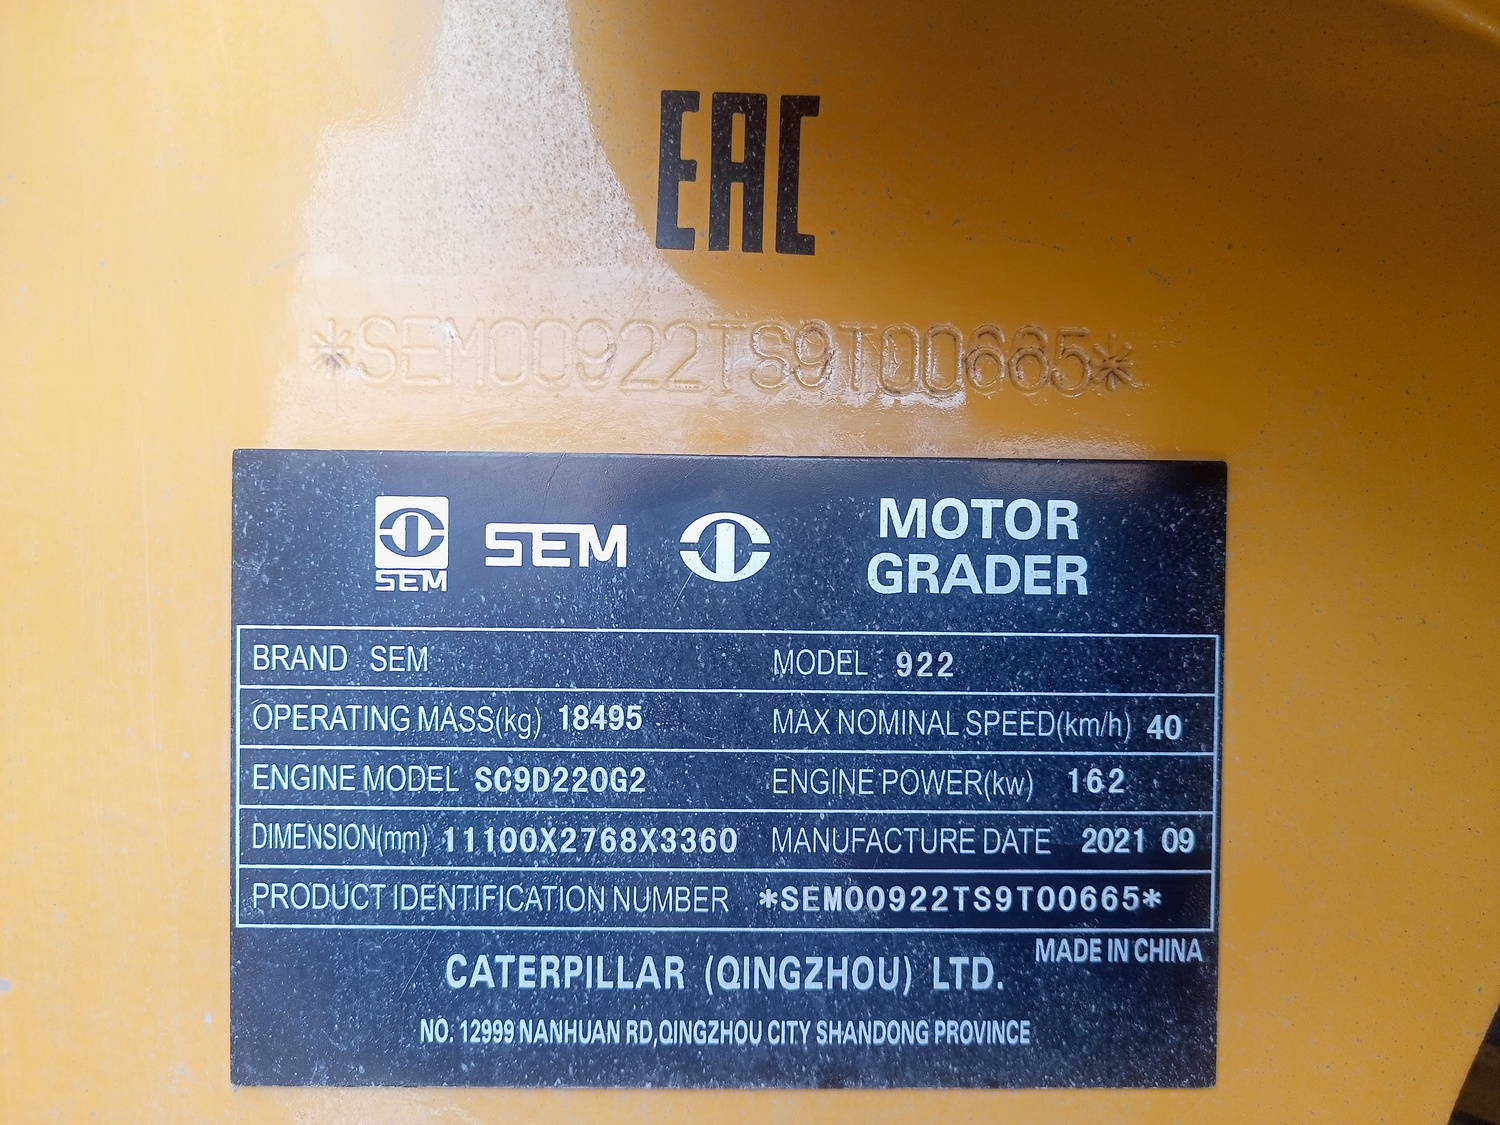 EAC
*SEM00922TS9T00665*
SEM SEM MOTOR
GRADER
BRAND SEM MODEL 922
OPERATING MASS(kg) 18495 MAX NOMINAL SPEED(km/h) 40
ENGINE MODEL SC9D220G2 ENGINE POWER(kw) 162
DIMENSION(mm) 11100X2768X3360 MANUFACTURE DATE 2021 09
PRODUCT IDENTIFICATION NUMBER *SEM00922TS9T00665*
MADE IN CHINA
CATERPILLAR (QINGZHOU) LTD.
NO. 12999 NANHUAN RD,QINGZHOU CITY SHANDONG PROVINCE